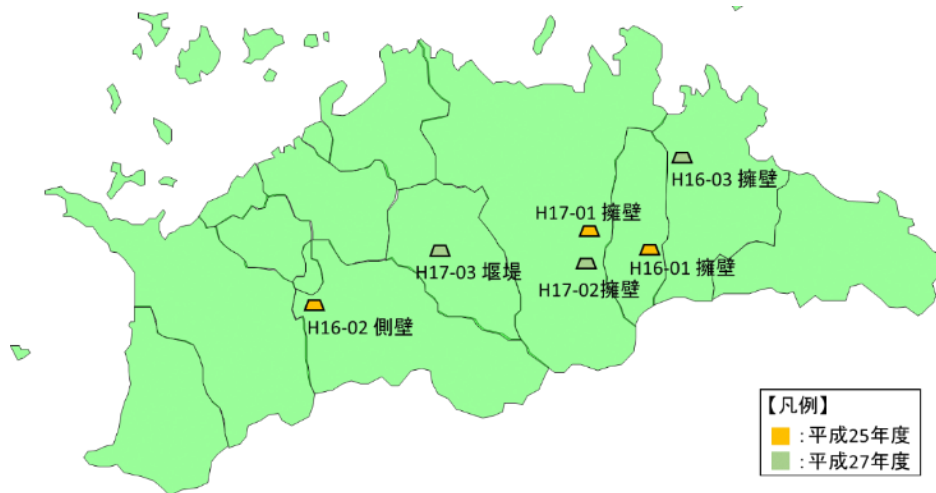 H16-03 擁壁
H17-01 擁壁
H17-03 堰堤
H16-01 擁壁
H17-02擁壁
H16-02 側壁
【凡例】
:平成25年度
:平成27年度